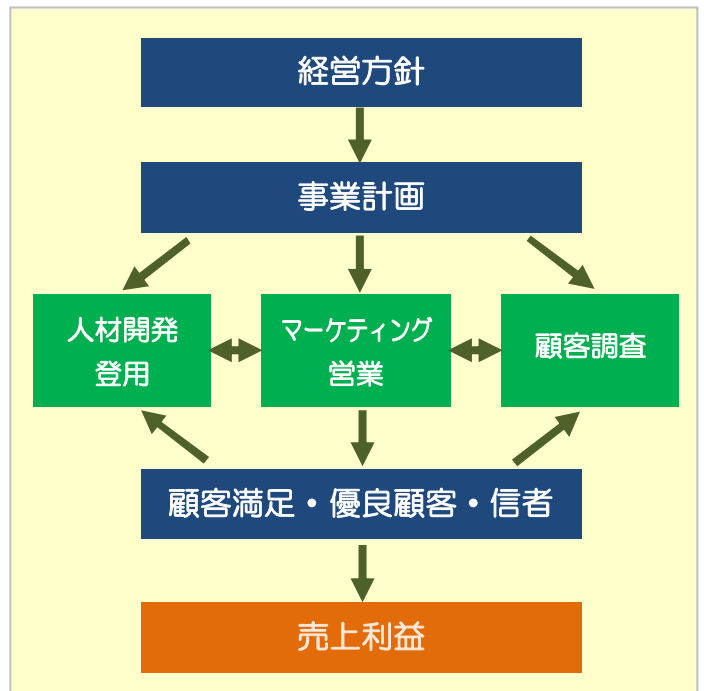 経営方針
事業計画
人材開発
登用
マーケティング
営業
顧客調査
顧客満足・優良顧客・信者
売上利益